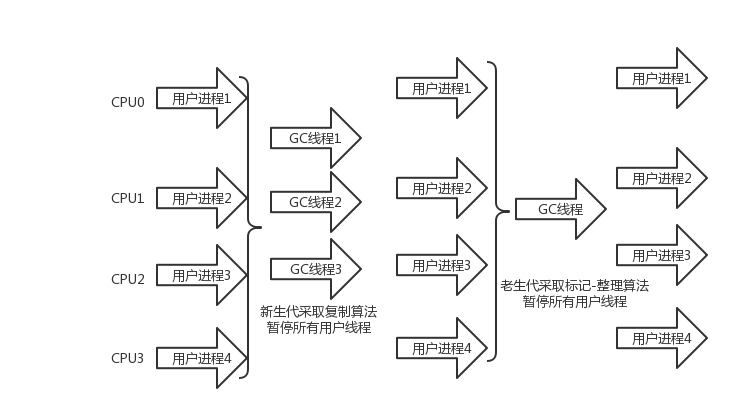 CPU0
用户进程1
CPU1
用户进程2
CPU2
用户进程3
CPU3
用户进程4
GC线程1
GC线程2
GC线程3
新生代采取复制算法
暂停所有用户线程
用户进程1
用户进程2
用户进程3
用户进程4
GC线程
老生代采取标记-整理算法
暂停所有用户线程
用户进程1
用户进程2
用户进程3
用户进程4